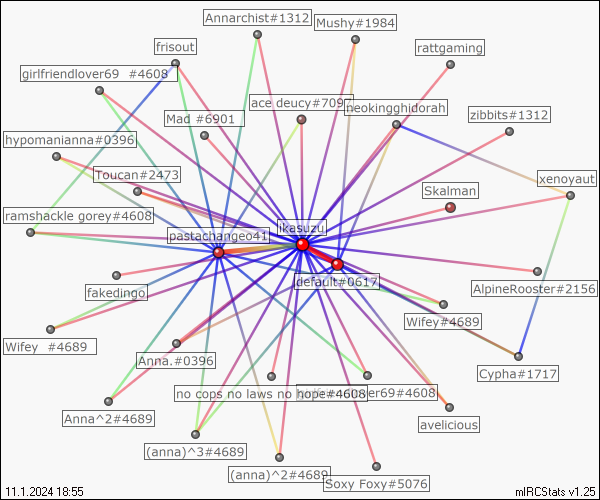 Annarchist#1312
Mushy#1984
frisout
rattgaming
girlfriendlover69 #4608
ace deucy#709
neokingghidorah
Mad #6901
zibbits#1312
hypomanianna#0396
Toucan#2473
xenoyaut
Skalman
ramshackle gorey#4608
pastachangeo41
ikasuzu
default#0617
fakedingo
AlpineRooster#2156
Wifey#4689
Wifey #4689
Anna.#0396
Cypha#1717
no cops no laws no hope#4608
over69#4608
Anna^2#4689
avelicious
(anna)^3#4689
(anna)^2#4689
Soxy Foxy#5076
11.1.2024 18:55
mIRCStats v1.25